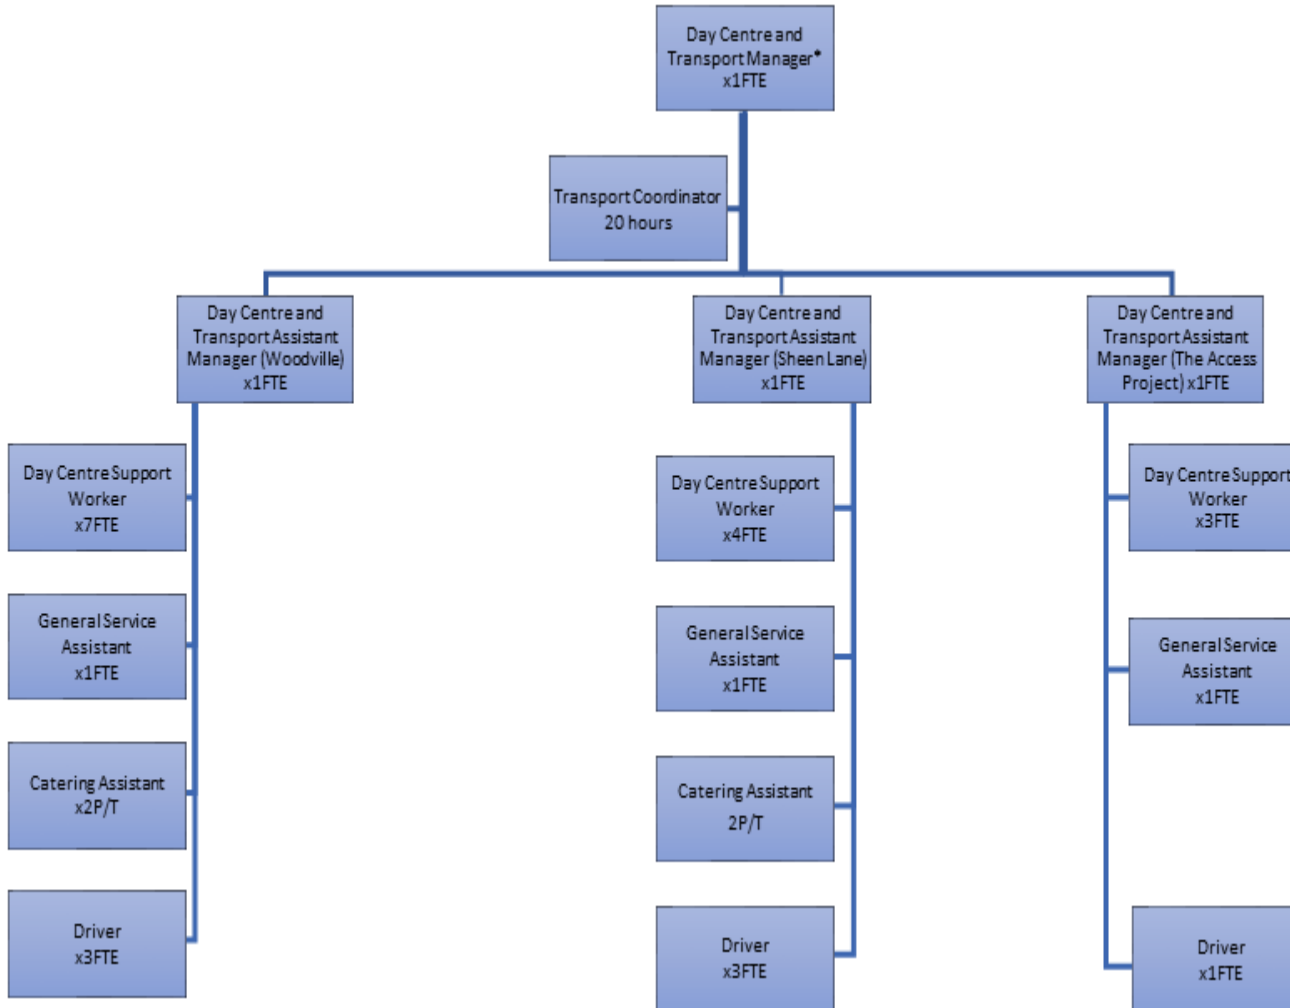 Day Centre and
Transport Manager*
x1FTE
Transport Coordinator
20 hours
Day Centre and
Transport Assistant
Manager (Woodville)
x1FTE
Day Centre and
Transport Assistant
Manager (Sheen Lane)
x1FTE
Day Centre and
Transport Assistant
Manager (The Access
Project) x1FTE
Day Centre Support
Worker
x7FTE
General Service
Assistant
x1FTE
Catering Assistant
x2P/T
Driver
x3FTE
Day Centre Support
Worker
x4FTE
General Service
Assistant
x1FTE
Catering Assistant
2P/T
Driver
x3FTE
Day Centre Support
Worker
x3FTE
General Service
Assistant
x1FTE
Driver
x1FTE